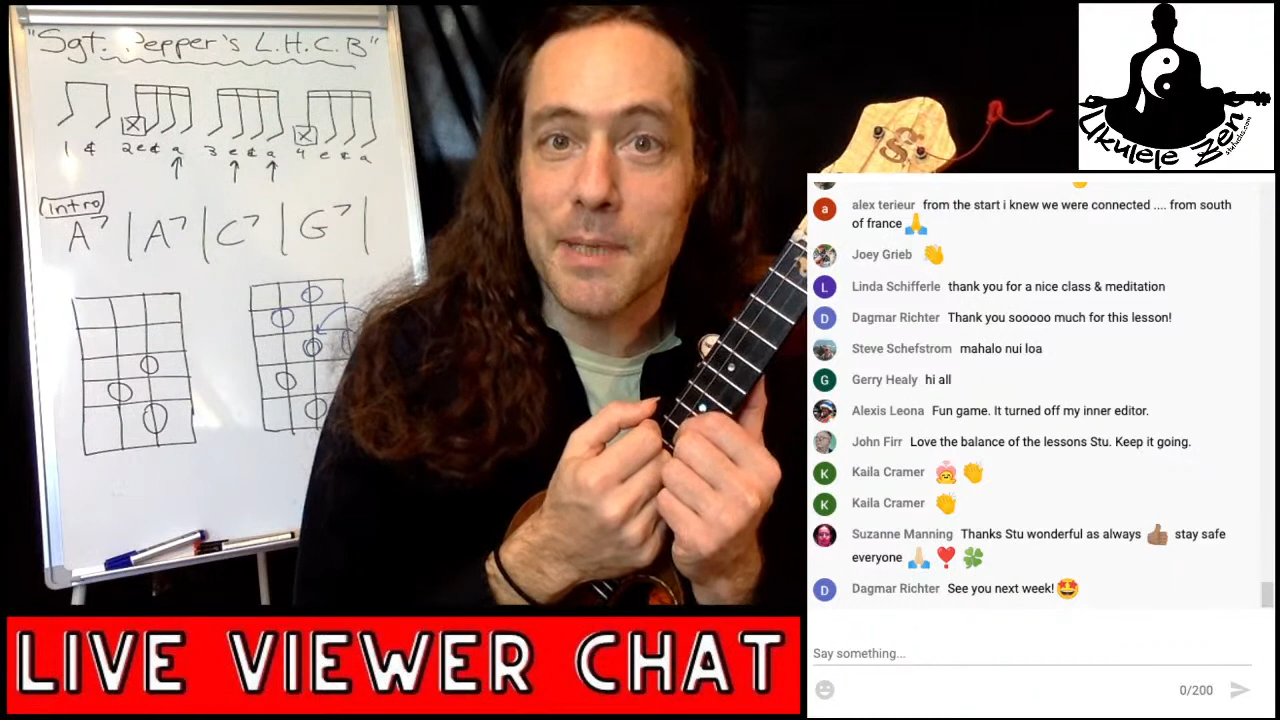 "Sgt. Pepper's L.H.C.B"
1 & 2 e & a 3 e & a 4 e & a
Intro
A7 | A7 | C7 | G7 |
S
Ukulele Zen
LIVE VIEWER CHAT
alex terieur from the start i knew we were connected .... from south
of france 🙏
Joey Grieb 👏
L Linda Schifferle thank you for a nice class & meditation
D Dagmar Richter Thank you sooooo much for this lesson!
Steve Schefstrom mahalo nui loa
G Gerry Healy hi all
Alexis Leona Fun game. It turned off my inner editor.
John Firr Love the balance of the lessons Stu. Keep it going.
K Kaila Cramer 👏
K Kaila Cramer 👏
Suzanne Manning Thanks Stu wonderful as always 👍🏽 stay safe
everyone 🙏🏻 ❣️ 🍀
D Dagmar Richter See you next week! 🤩
Say something...
0/200